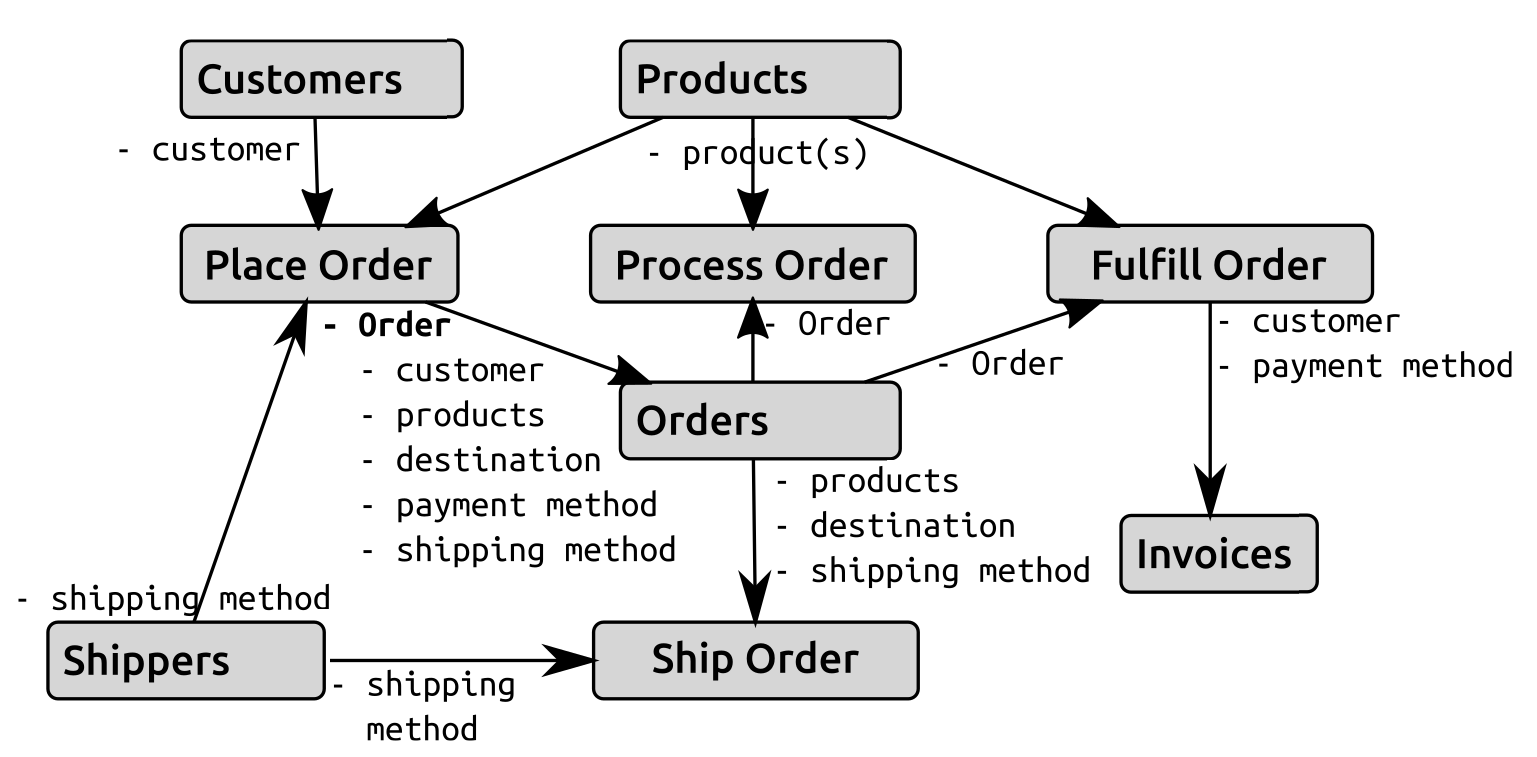 Customers
Products
- customer
- product(s)
Place Order
Process Order
Fulfill Order
- Order
- customer
- products
- destination
- payment method
- shipping method
- Order
- Order
- customer
- payment method
Orders
- products
- destination
- shipping method
Invoices
- shipping method
Shippers
- shipping
method
Ship Order